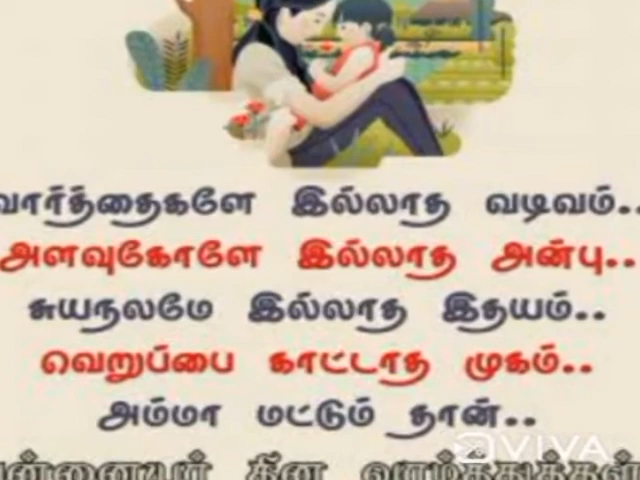 வார்த்தைகளே இல்லாத வடிவம்..
அளவுகோளே இல்லாத அன்பு..
சுயநலமே இல்லாத இதயம்..
வெறுப்பை காட்டாத முகம்..
அம்மா மட்டும் தான்..
VIVA
தின